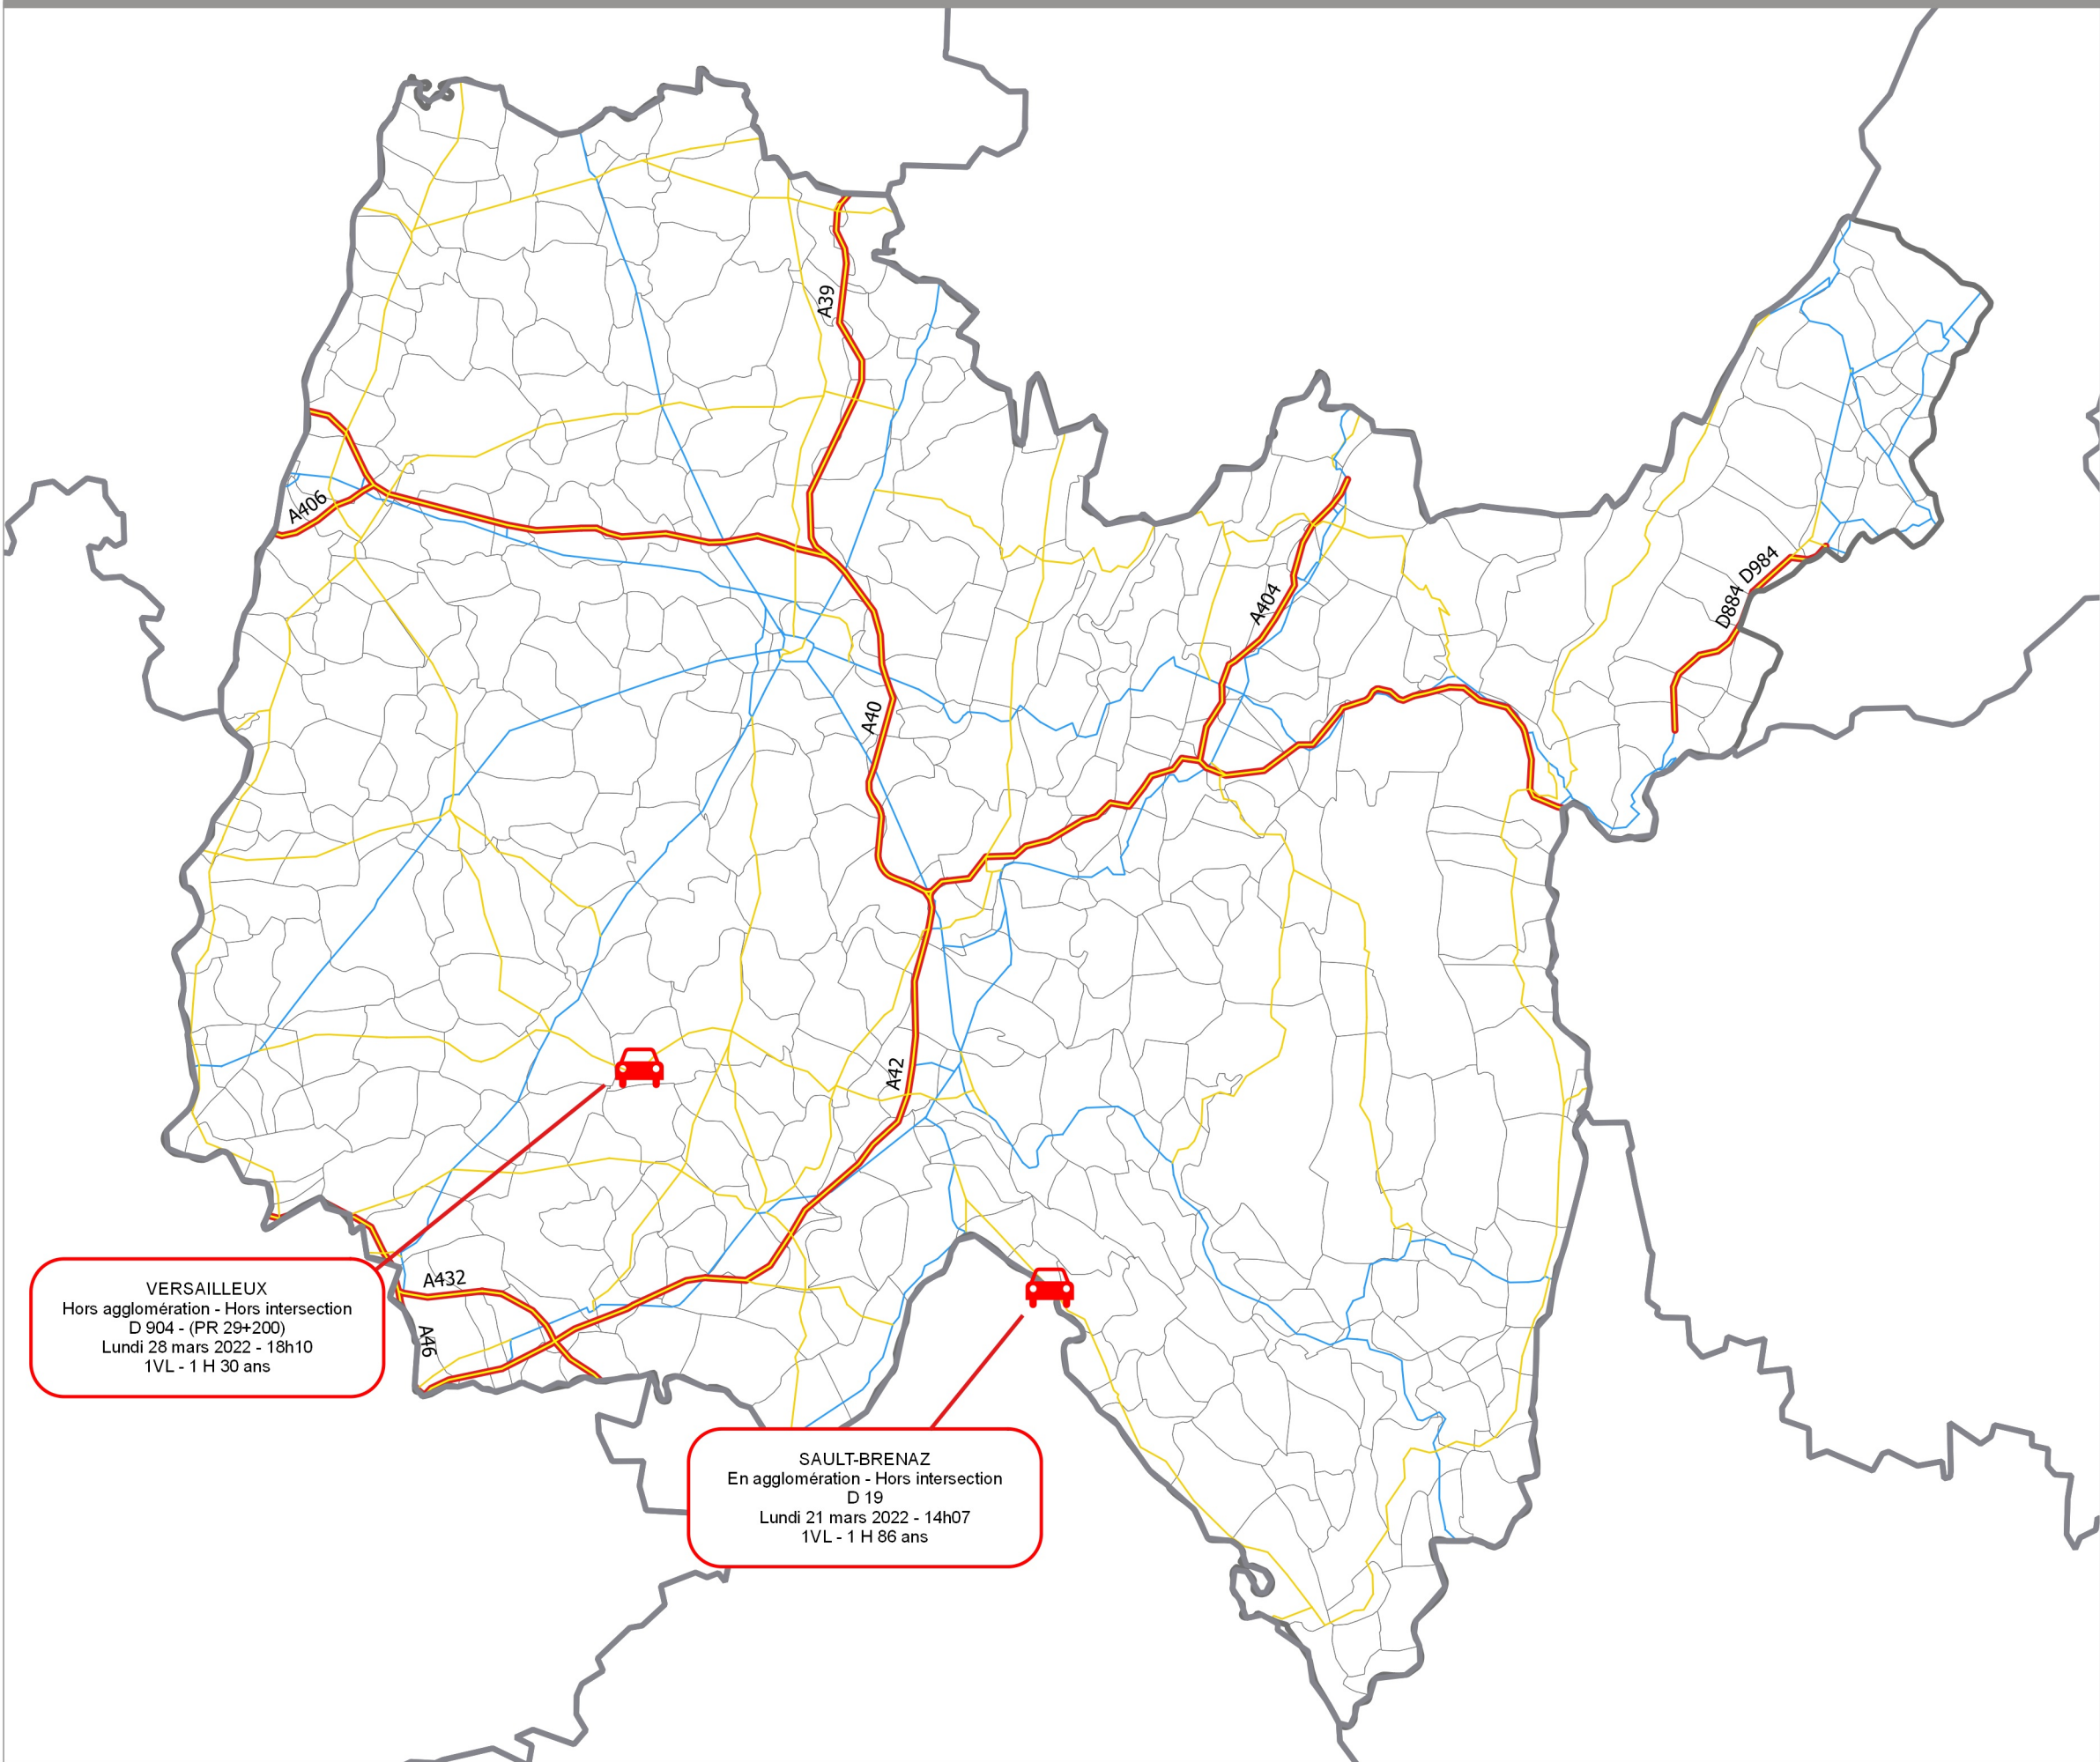 A39
A406
D984
D884
A404
A40
A42
A432
A46
VERSAILLEUX
Hors agglomération - Hors intersection
D 904 - (PR 29+200)
Lundi 28 mars 2022 - 18h10
1VL - 1 H 30 ans
SAULT-BRENAZ
En agglomération - Hors intersection
D 19
Lundi 21 mars 2022 - 14h07
1VL - 1 H 86 ans